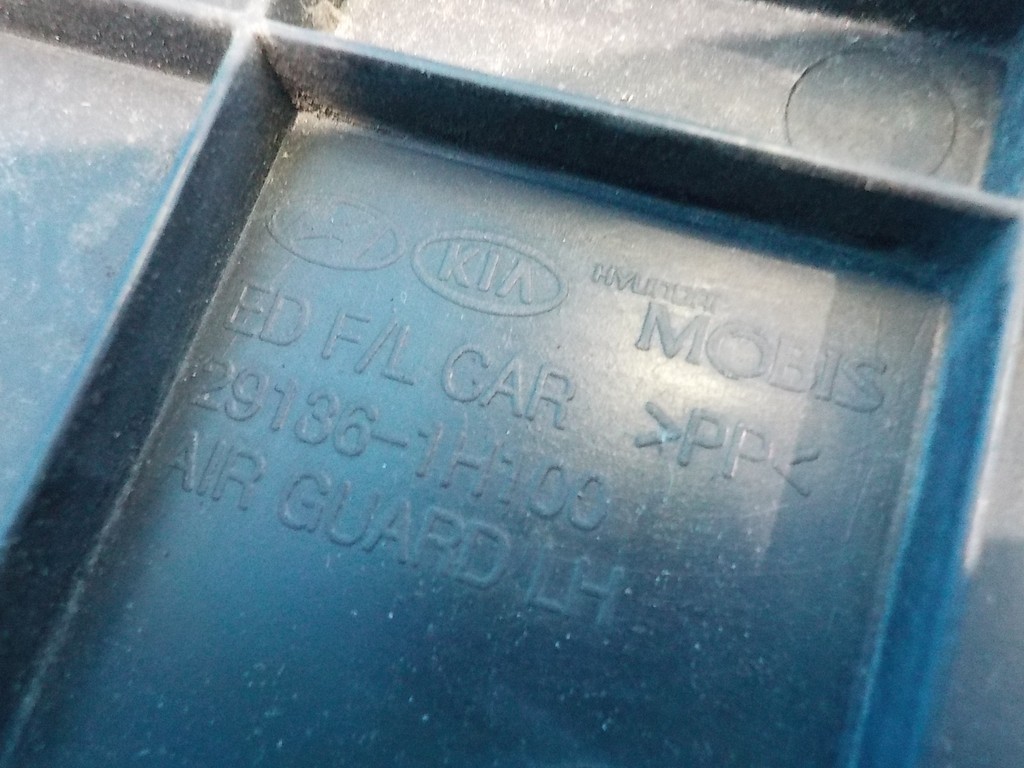 KIA
HYUNDAI
MOBIS
ED F/L CAR
29136-1H100
>PP<
AIR GUARD LH